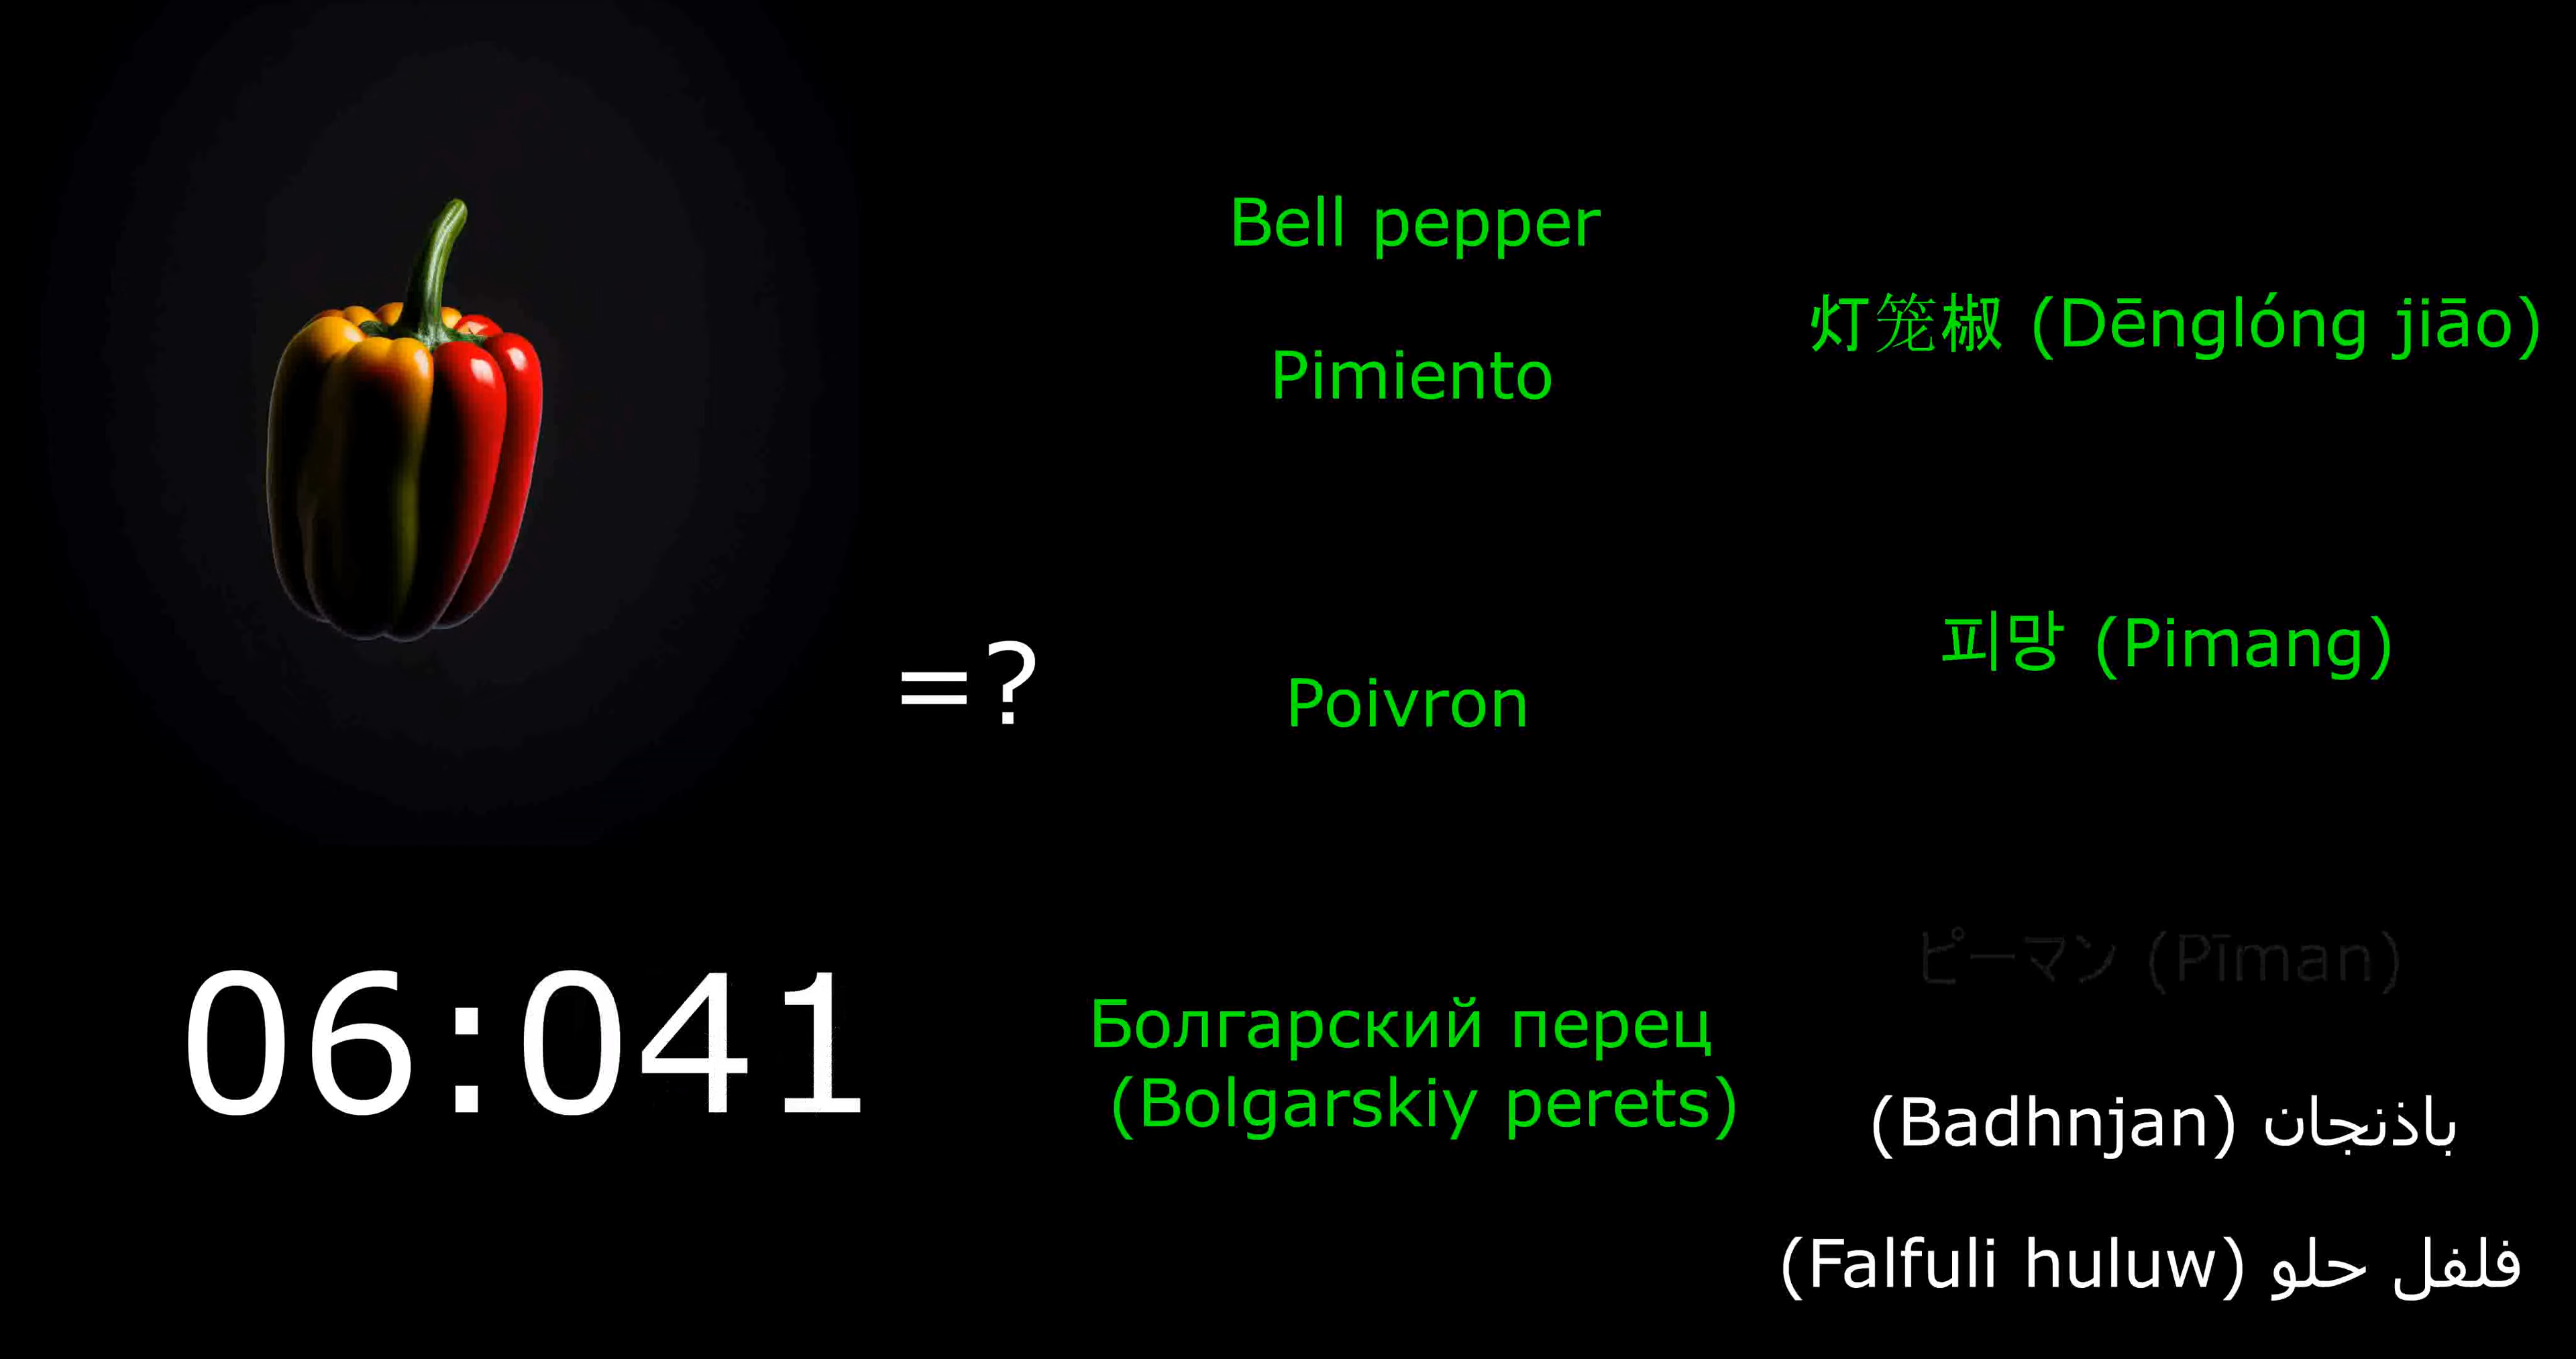 Bell pepper
灯笼椒 (Dēnglóng jiāo)
Pimiento
=?
피망 (Pimang)
Poivron
ピーマン (Pīman)
06:041
Болгарский перец
(Bolgarskiy perets)
(Badhnjan) باذنجان
(Falfuli huluw) فلفل حلو